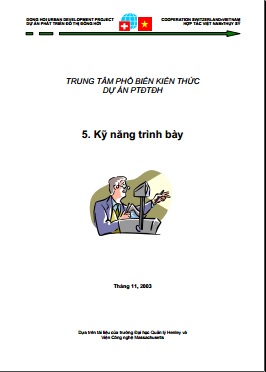 DONG HOI URBAN DEVELOPMENT PROJECT
DỰ ÁN PHÁT TRIỂN ĐÔ THỊ ĐỒNG HỚI
COOPERATION SWITZERLAND-VIETNAM
HỢP TÁC VIỆT NAM-THỤY SỸ
TRUNG TÂM PHỔ BIẾN KIẾN THỨC
DỰ ÁN PTĐTĐH
5. Kỹ năng trình bày
Tháng 11, 2003
Dựa trên tài liệu của trường Đại học Quản lý Henley và
Viện Công nghệ Massachusetts